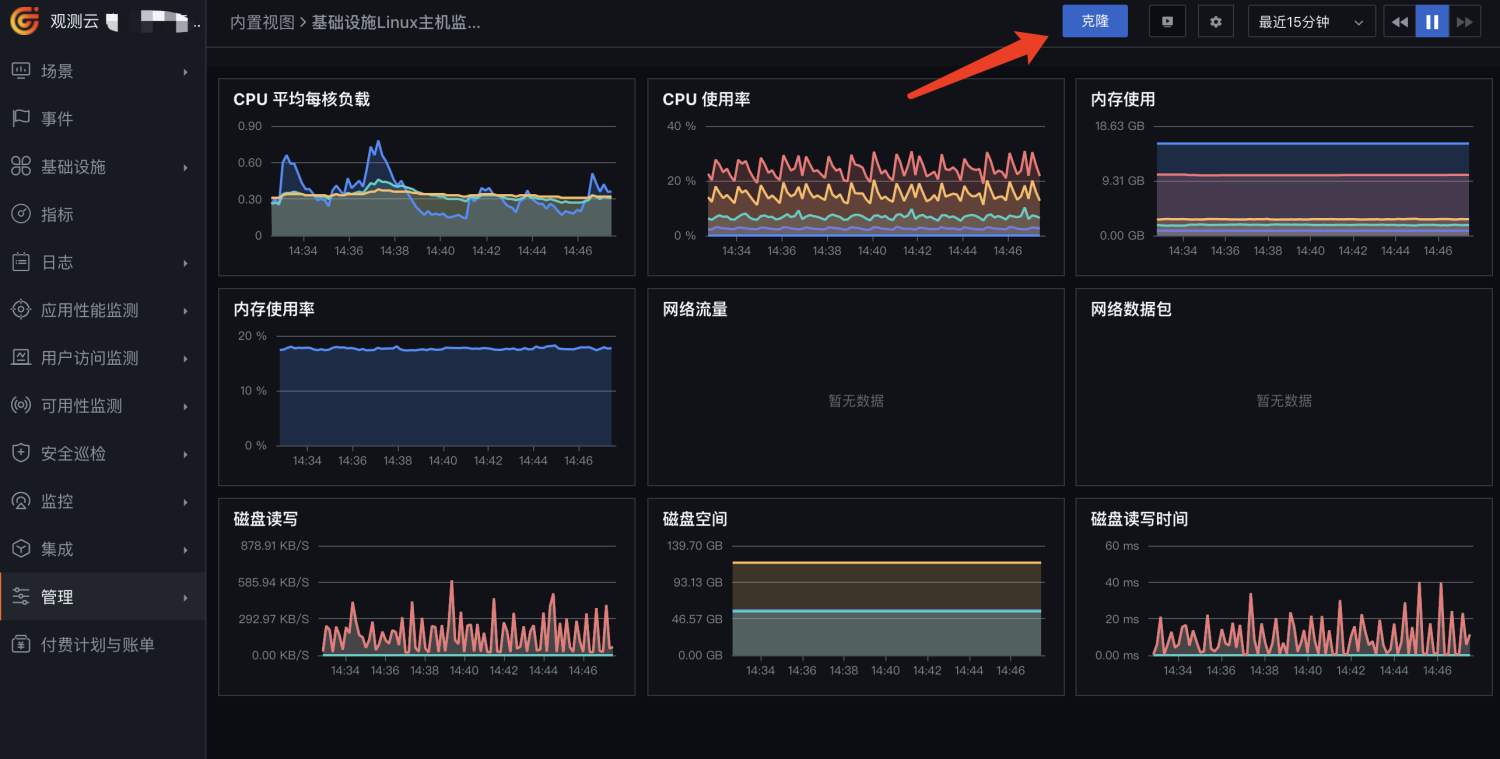 观测云 ..
内置视图 > 基础设施Linux主机监...
克隆
最近15分钟
场景
事件
基础设施
指标
日志
应用性能监测
用户访问监测
可用性监测
安全巡检
监控
集成
管理
付费计划与账单
CPU 平均每核负载
0.90
0.60
0.30
0
14:34 14:36 14:38 14:40 14:42 14:44 14:46
CPU 使用率
40 %
20 %
0 %
14:34 14:36 14:38 14:40 14:42 14:44 14:46
内存使用
18.63 GB
9.31 GB
0.00 GB
14:34 14:36 14:38 14:40 14:42 14:44 14:46
内存使用率
20 %
10 %
0 %
14:34 14:36 14:38 14:40 14:42 14:44 14:46
网络流量
暂无数据
网络数据包
暂无数据
磁盘读写
878.91 KB/S
585.94 KB/S
292.97 KB/S
0.00 KB/S
14:34 14:36 14:38 14:40 14:42 14:44 14:46
磁盘空间
139.70 GB
93.13 GB
46.57 GB
0.00 GB
14:34 14:36 14:38 14:40 14:42 14:44 14:46
磁盘读写时间
60 ms
40 ms
20 ms
0.00 ms
14:34 14:36 14:38 14:40 14:42 14:44 14:46